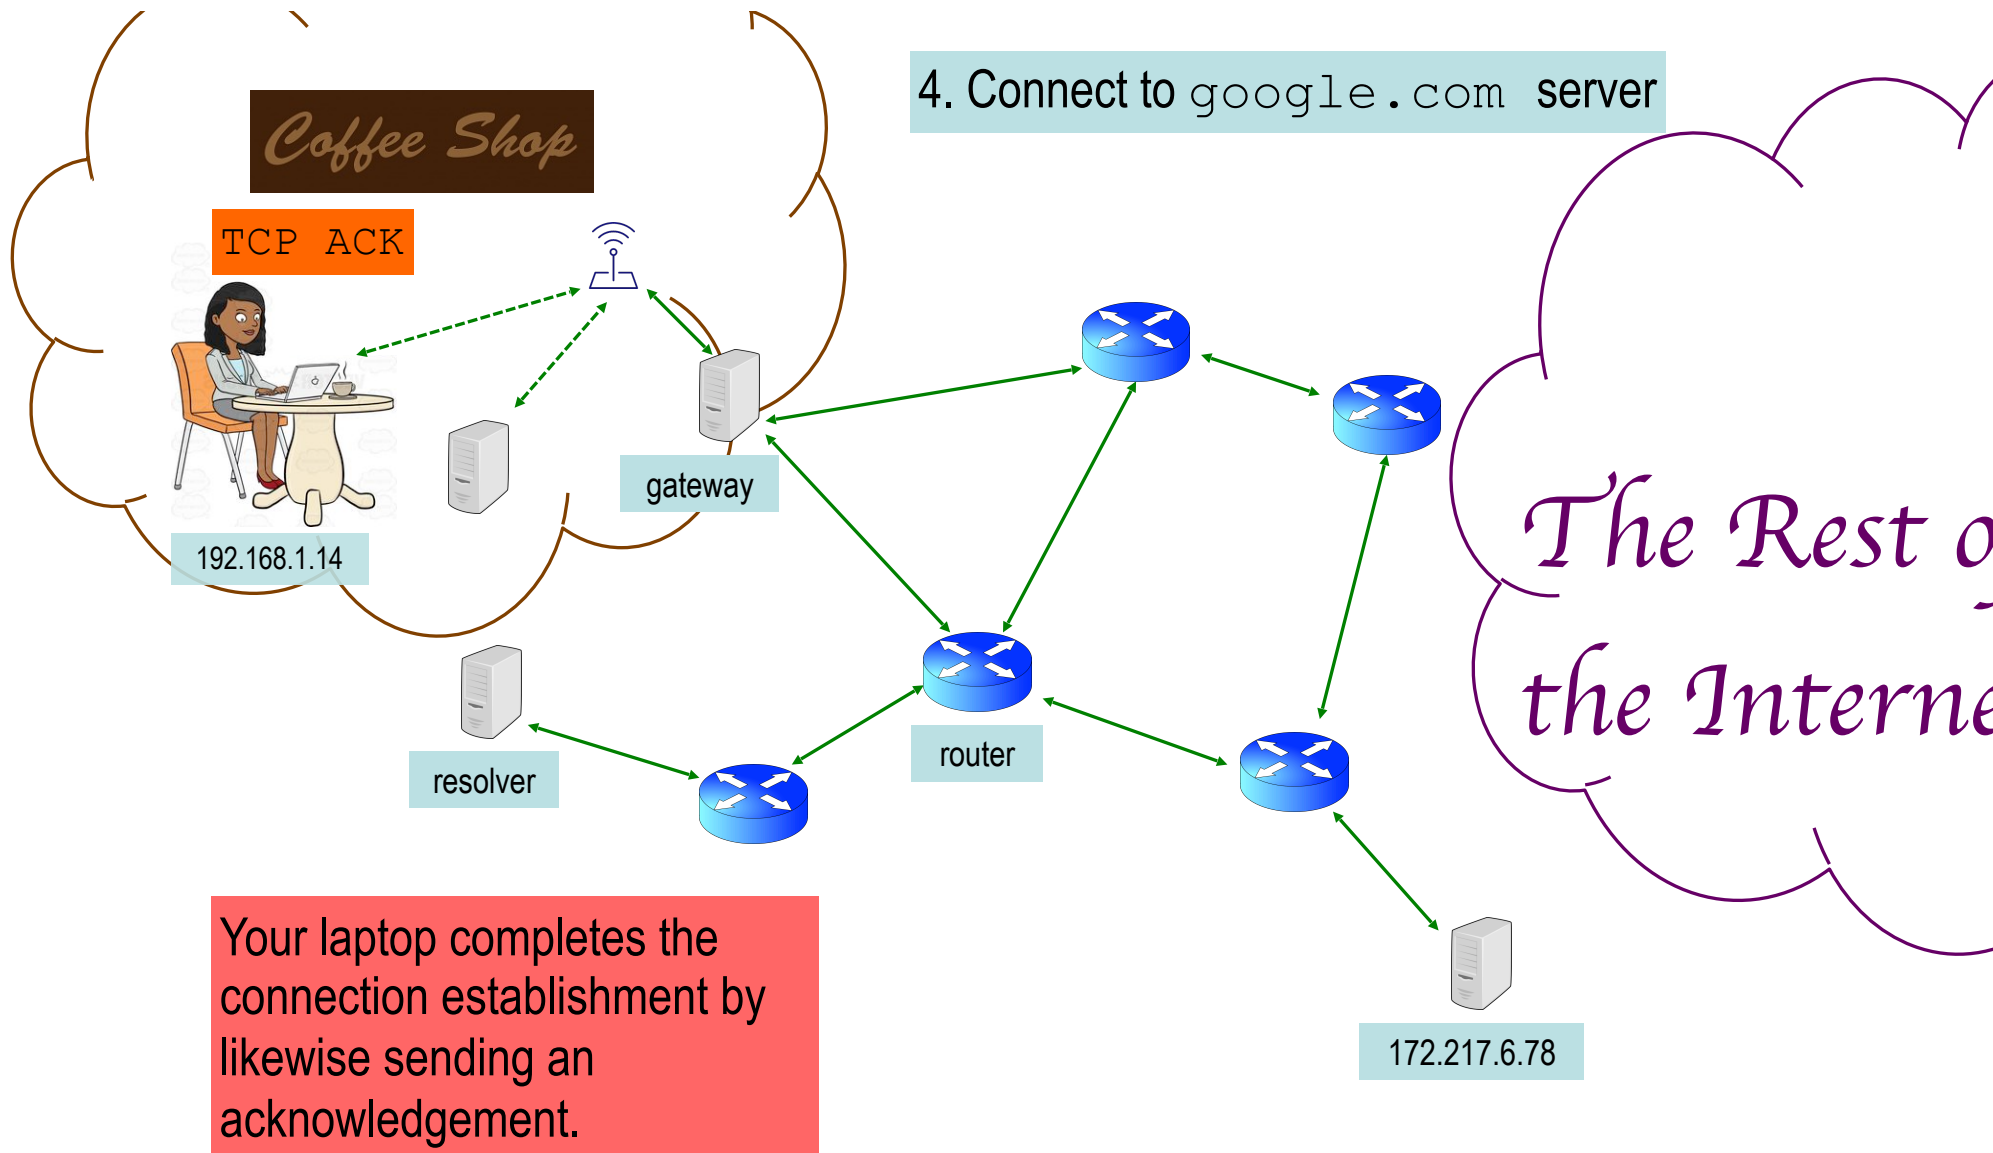 4. Connect to google.com server
Coffee Shop
TCP ACK
gateway
192.168.1.14
The Rest
the
resolver
router
Your laptop completes the
connection establishment by
likewise sending an
acknowledgement.
172.217.6.78